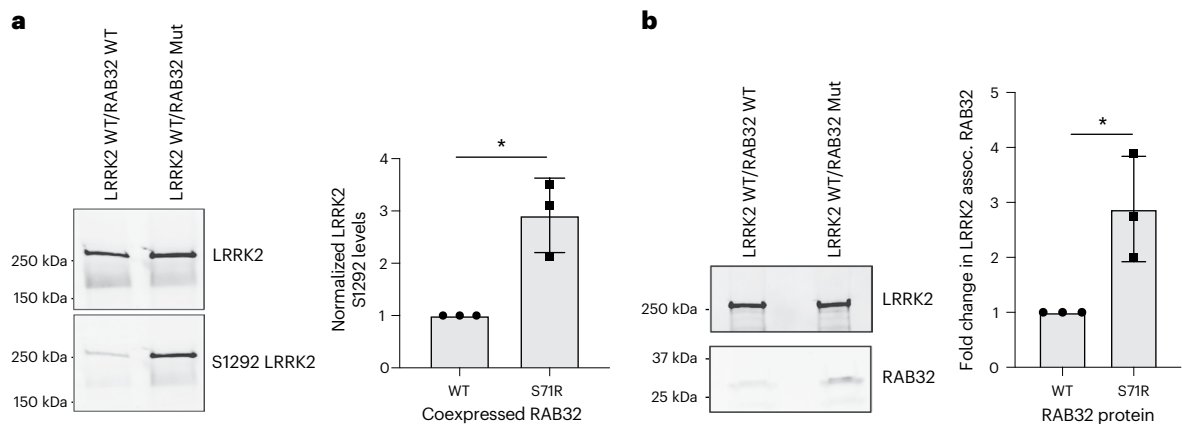 a
LRRK2 WT/RAB32 WT
LRRK2 WT/RAB32 Mut
250 kDa
150 kDa
LRRK2
250 kDa
150 kDa
S1292 LRRK2
Normalized LRRK2
S1292 levels
4
3
2
1
0
*
WT
S71R
Coexpressed RAB32
b
LRRK2 WT/RAB32 WT
LRRK2 WT/RAB32 Mut
250 kDa
LRRK2
37 kDa
25 kDa
RAB32
Fold change in LRRK2 assoc. RAB32
5
4
3
2
1
0
*
WT
S71R
RAB32 protein